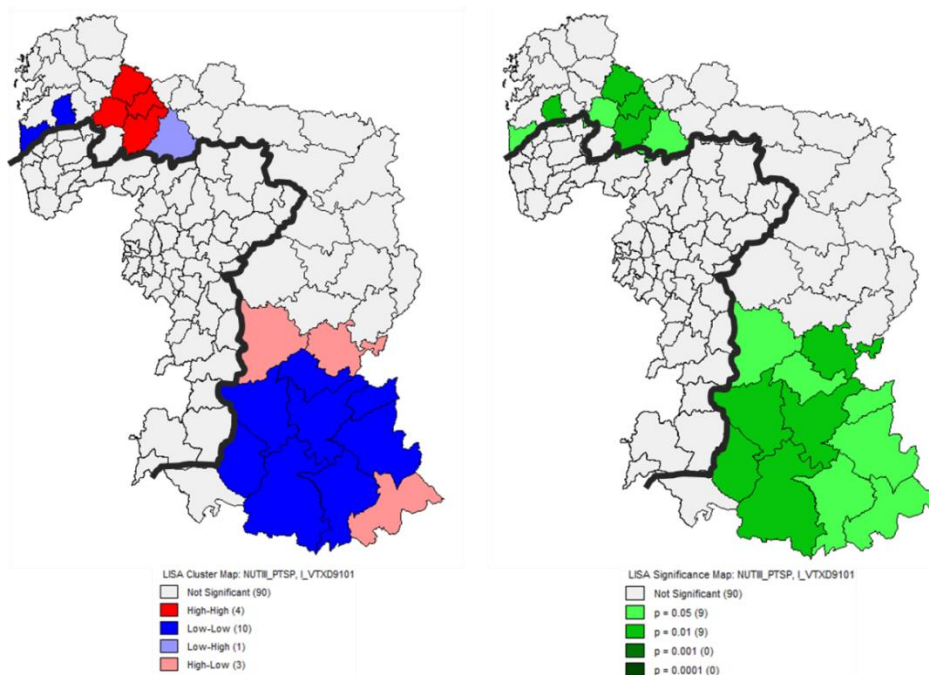 LISA Cluster Map: NUTIII_PTSP, I_VTXD9101
Not Significant (90)
High-High (4)
Low-Low (10)
Low-High (1)
High-Low (3)
LISA Significance Map: NUTIII_PTSP, I_VTXD9101
Not Significant (90)
p = 0.05 (9)
p = 0.01 (9)
p = 0.001 (0)
p = 0.0001 (0)